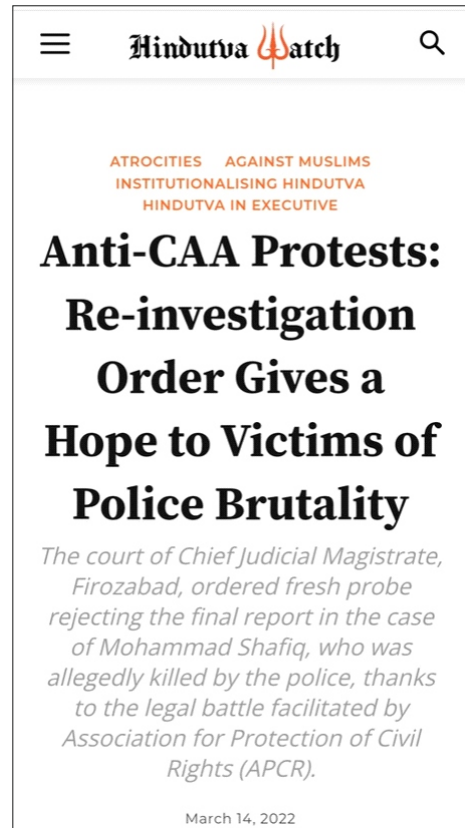 Hindutva Watch
ATROCITIES AGAINST MUSLIMS
INSTITUTIONALISING HINDUTVA
HINDUTVA IN EXECUTIVE
Anti-CAA Protests:
Re-investigation
Order Gives a
Hope to Victims of
Police Brutality
The court of Chief Judicial Magistrate,
Firozabad, ordered fresh probe
rejecting the final report in the case
of Mohammad Shafiq, who was
allegedly killed by the police, thanks
to the legal battle facilitated by
Association for Protection of Civil
Rights (APCR).
March 14, 2022